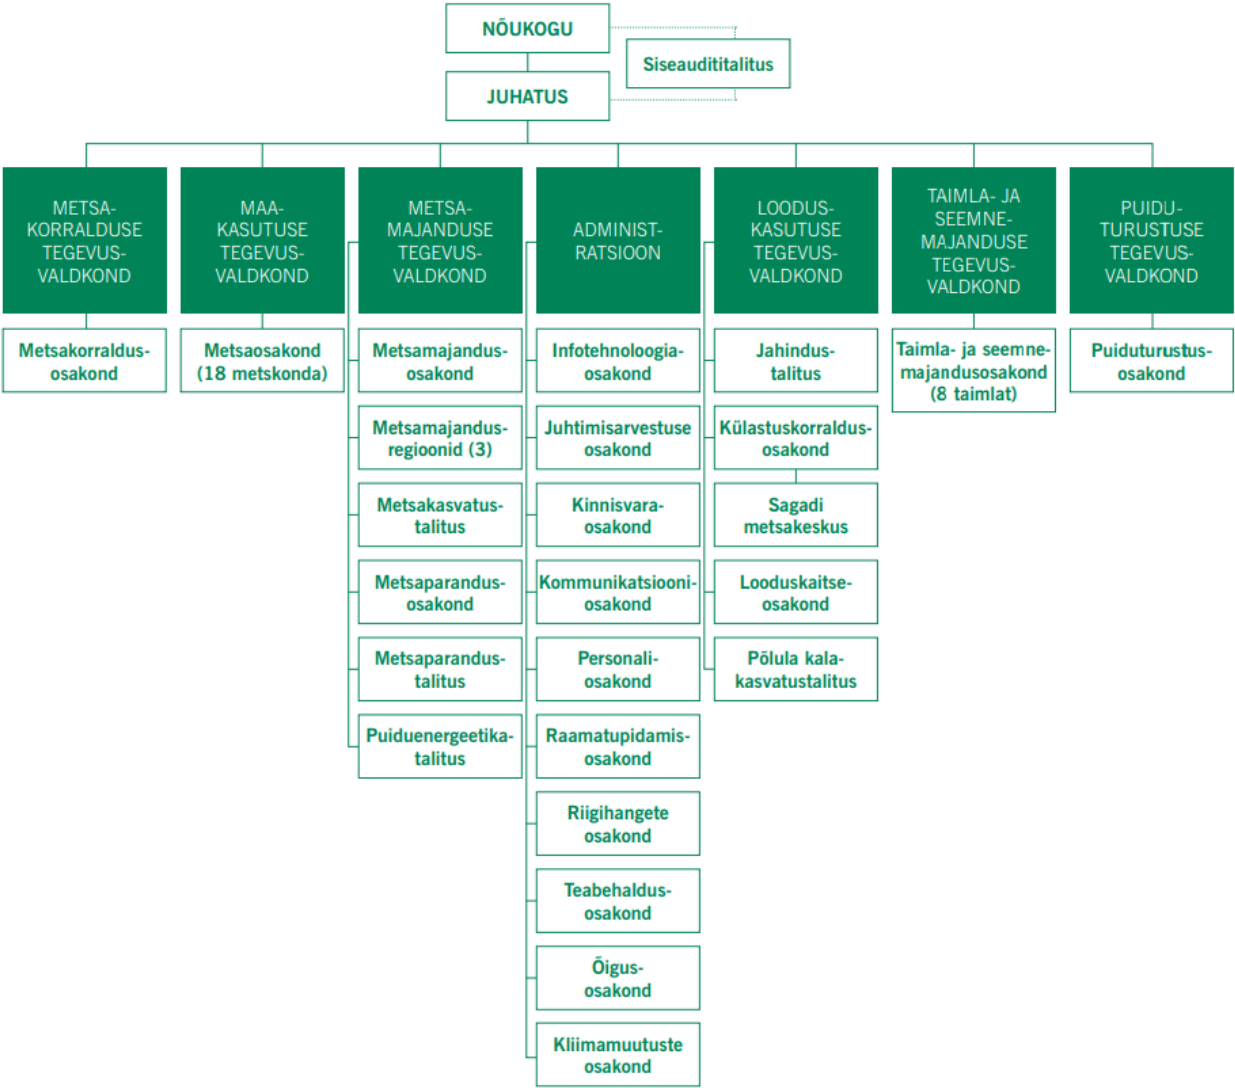 NÕUKOGU
Siseaudititalitus
JUHATUS
METSA-
KORRALDUSE
TEGEVUS-
VALDKOND
MAA-
KASUTUSE
TEGEVUS-
VALDKOND
METSA-
MAJANDUSE
TEGEVUS-
VALDKOND
ADMINIST-
RATSIOON
LOODUS-
KASUTUSE
TEGEVUS-
VALDKOND
TAIMLA- JA
SEEMNE-
MAJANDUSE
TEGEVUS-
VALDKOND
PUIDU-
TURUSTUSE
TEGEVUS-
VALDKOND
Metsakorraldus-
osakond
Metsaosakond
(18 metskonda)
Metsamajandus-
osakond
Metsamajandus-
regioonid (3)
Metsakasvatus-
talitus
Metsaparandus-
osakond
Metsaparandus-
talitus
Puiduenergeetika-
talitus
Infotehnoloogia-
osakond
Juhtimisarvestuse
osakond
Kinnisvara-
osakond
Kommunikatsiooni-
osakond
Personali-
osakond
Raamatupidamis-
osakond
Riigihangete
osakond
Teabehaldus-
osakond
Õigus-
osakond
Kliimamuutuste
osakond
Jahindus-
talitus
Külastuskorraldus-
osakond
Sagadi
metsakeskus
Looduskaitse-
osakond
Põlula kala-
kasvatustalitus
Taimla- ja seemne-
majandusosakond
(8 taimlat)
Puiduturustus-
osakond